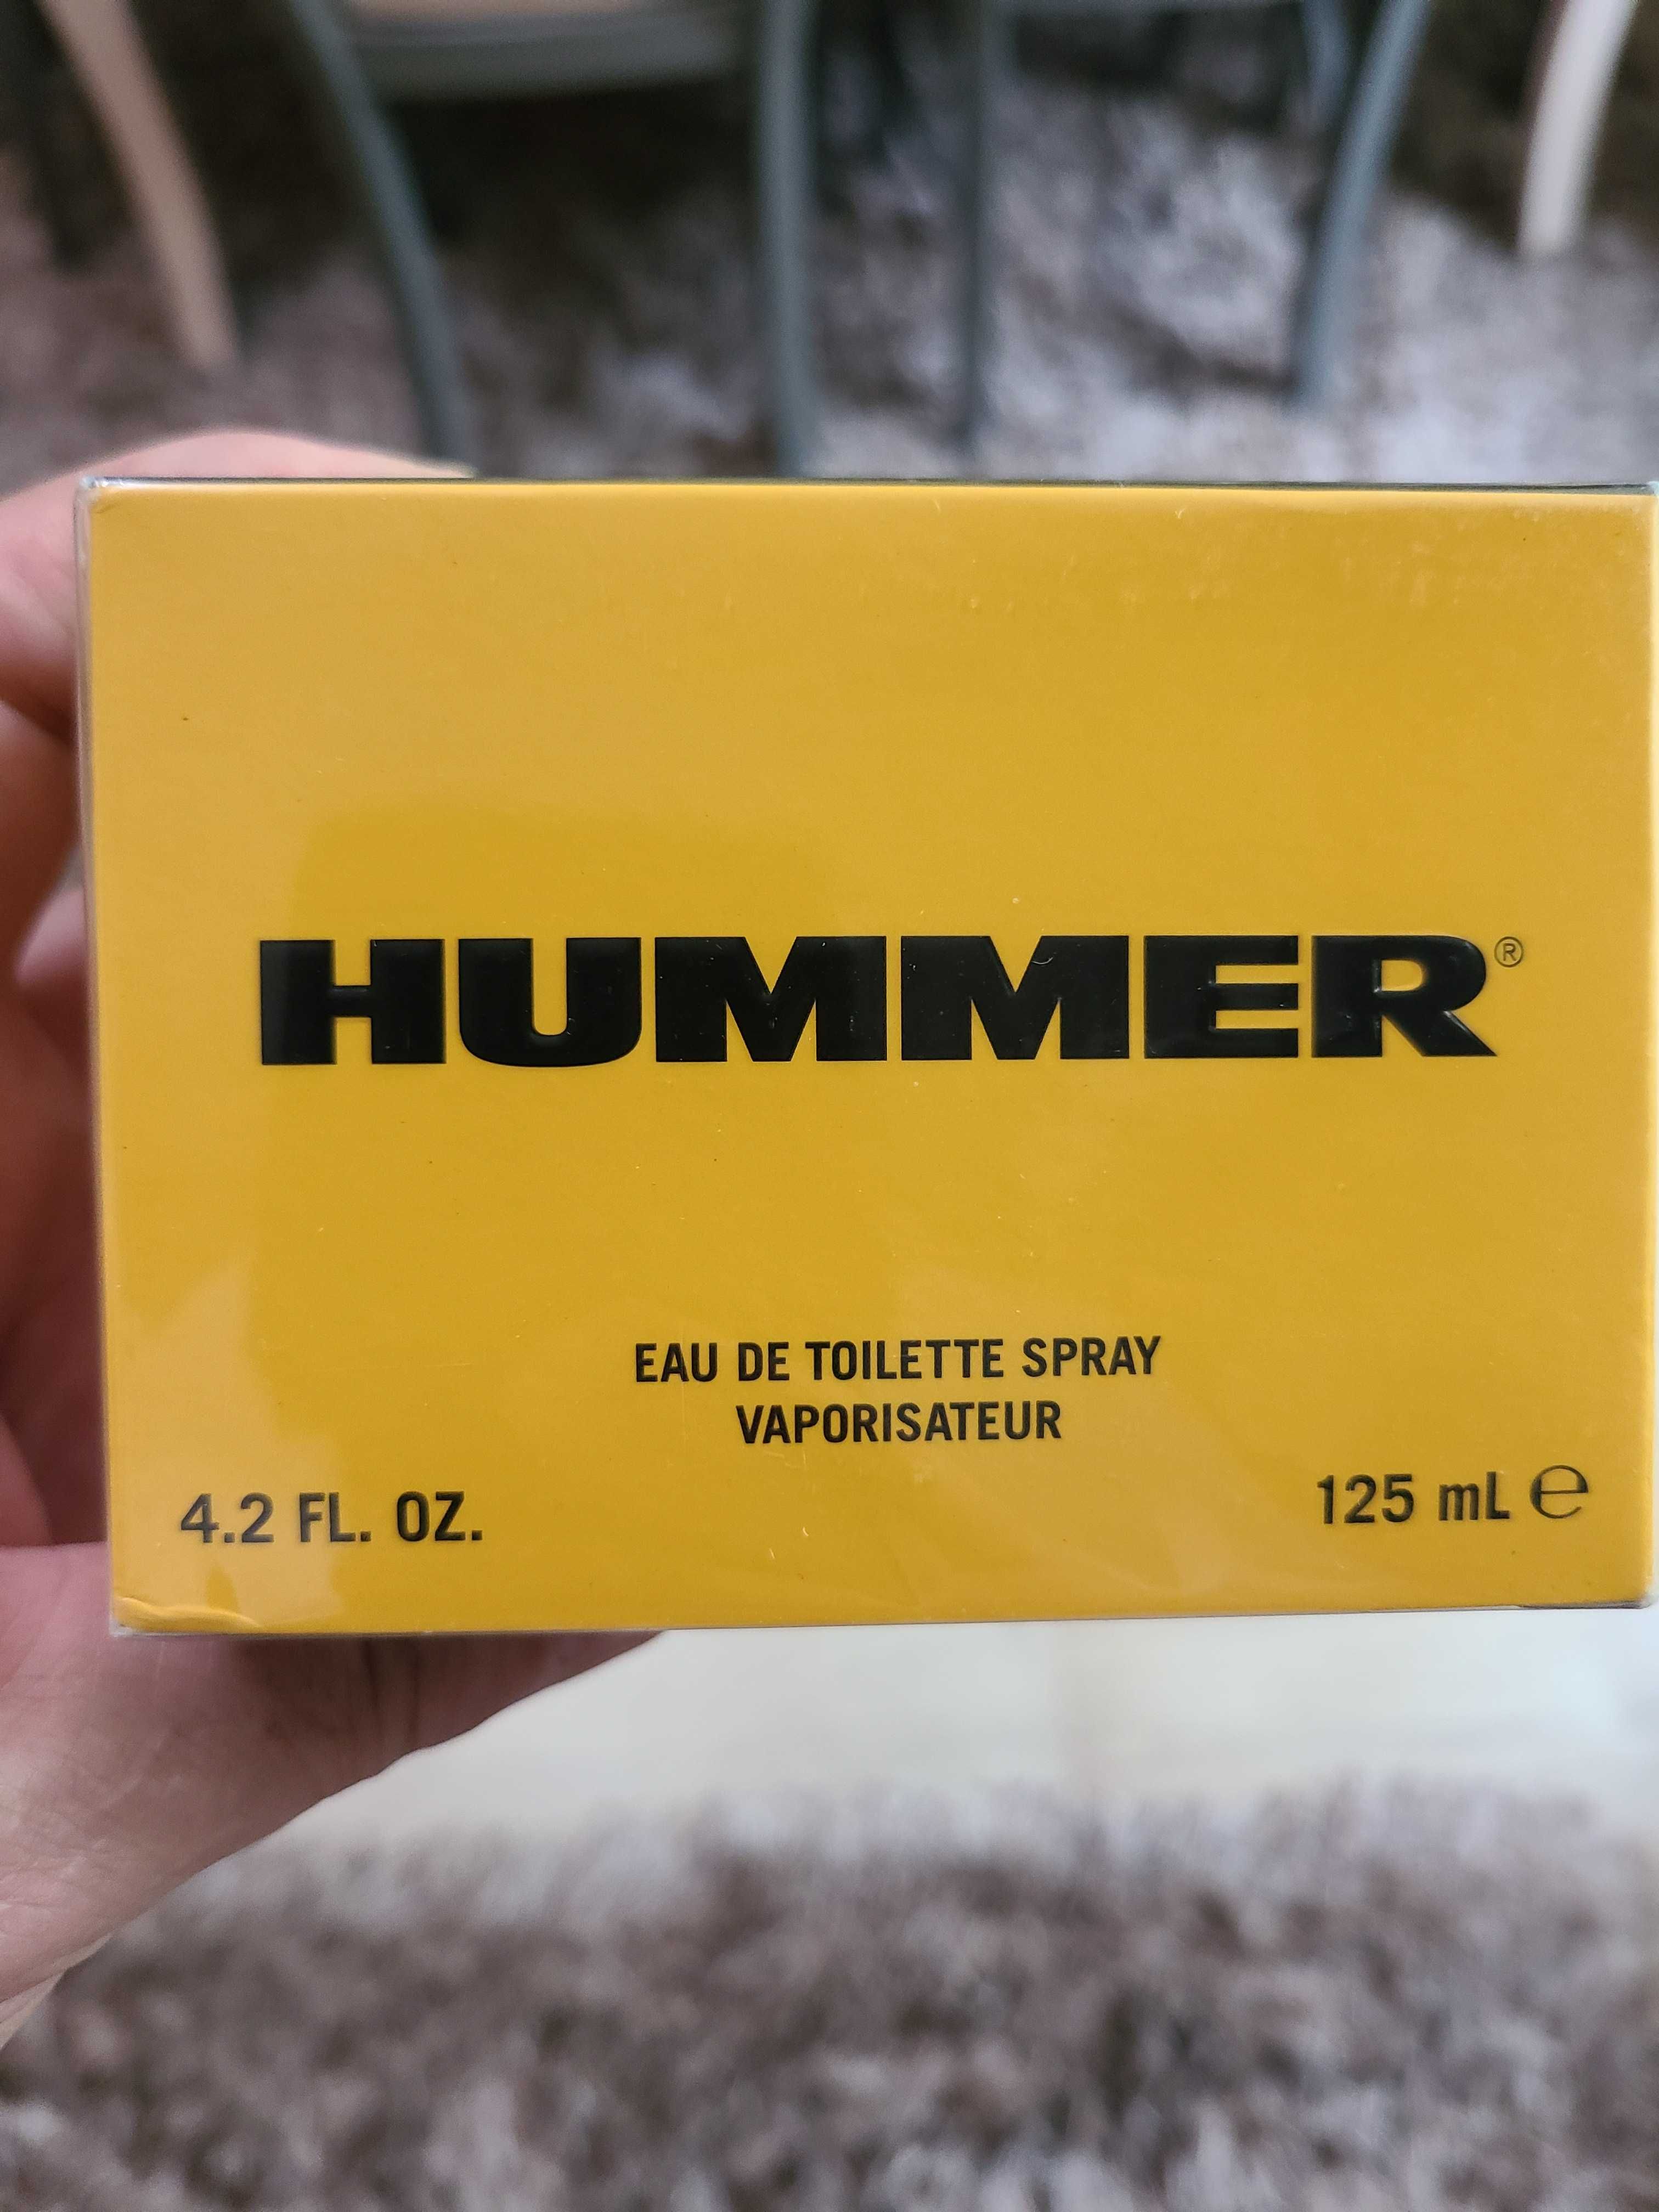 HUMMER®
EAU DE TOILETTE SPRAY
VAPORISATEUR
4.2 FL. OZ.
125 mL ℮